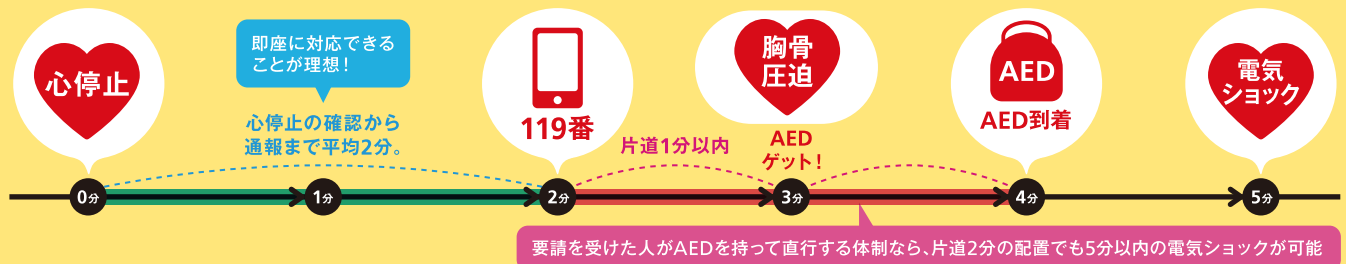 心停止
即座に対応できる
ことが理想！
心停止の確認から
通報まで平均2分。
119番
片道1分以内
胸骨
圧迫
AED
ゲット！
AED
AED到着
電気
ショック
0分
1分
2分
3分
4分
5分
要請を受けた人がAEDを持って直行する体制なら、片道2分の配置でも5分以内の電気ショックが可能